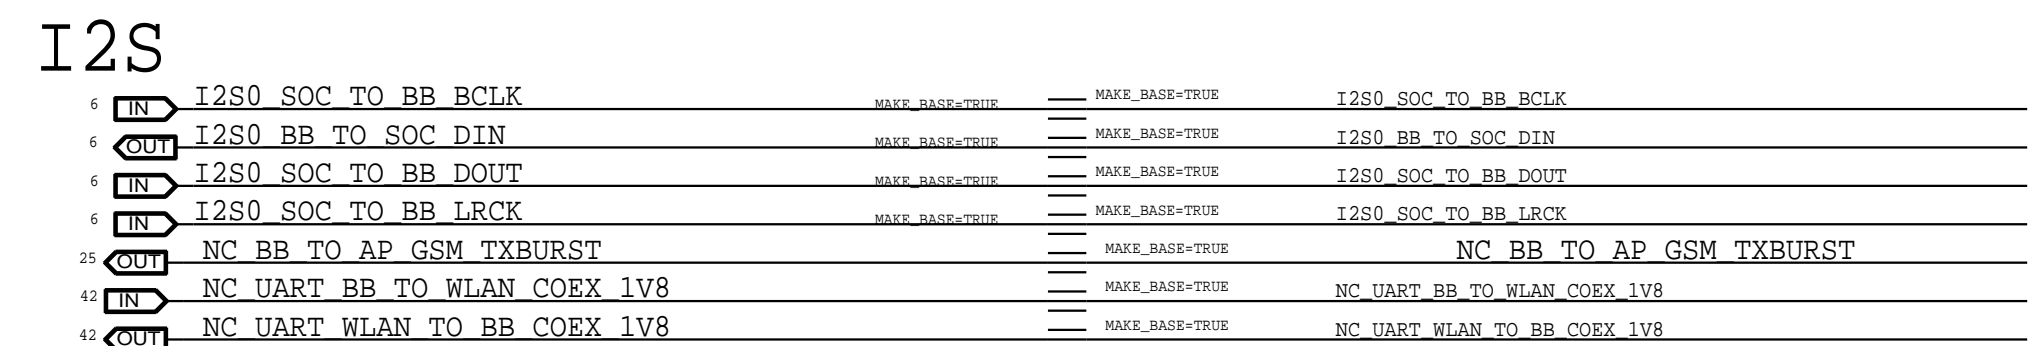 I2S
6 IN I2S0_SOC_TO_BB_BCLK MAKE_BASE=TRUE MAKE_BASE=TRUE I2S0_SOC_TO_BB_BCLK
6 OUT I2S0_BB_TO_SOC_DIN MAKE_BASE=TRUE MAKE_BASE=TRUE I2S0_BB_TO_SOC_DIN
6 IN I2S0_SOC_TO_BB_DOUT MAKE_BASE=TRUE MAKE_BASE=TRUE I2S0_SOC_TO_BB_DOUT
6 IN I2S0_SOC_TO_BB_LRCK MAKE_BASE=TRUE MAKE_BASE=TRUE I2S0_SOC_TO_BB_LRCK
25 OUT NC_BB_TO_AP_GSM_TXBURST MAKE_BASE=TRUE NC_BB_TO_AP_GSM_TXBURST
42 IN NC_UART_BB_TO_WLAN_COEX_1V8 MAKE_BASE=TRUE NC_UART_BB_TO_WLAN_COEX_1V8
42 OUT NC_UART_WLAN_TO_BB_COEX_1V8 MAKE_BASE=TRUE NC_UART_WLAN_TO_BB_COEX_1V8